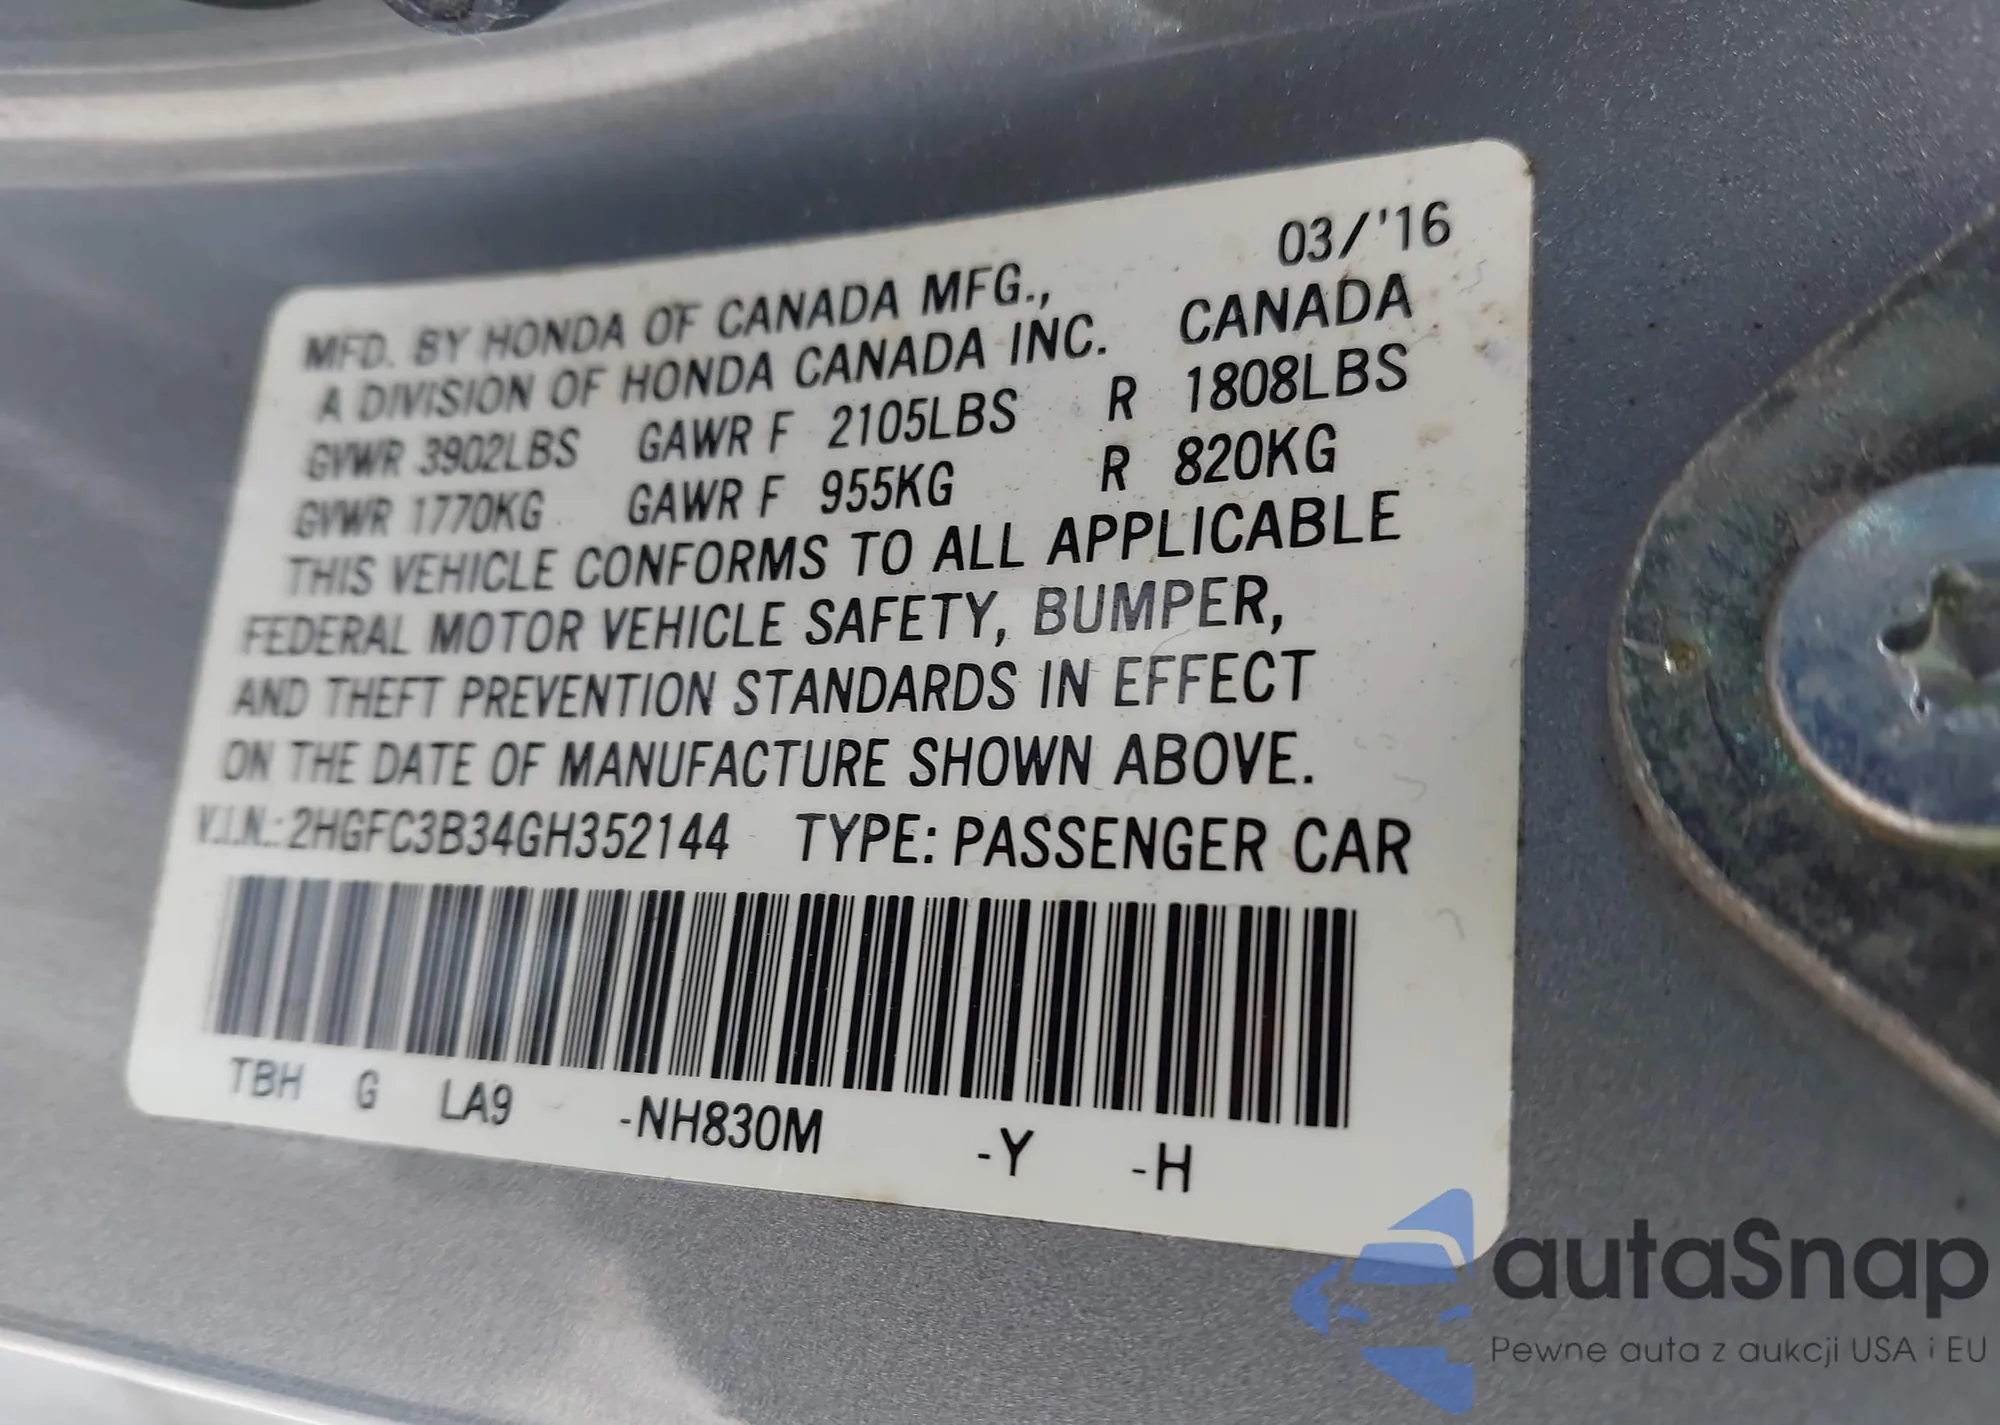 03/'16
MFD. BY HONDA OF CANADA MFG.,
A DIVISION OF HONDA CANADA INC. CANADA
GVWR 3902LBS GAWR F 2105LBS R 1808LBS
GVWR 1770KG GAWR F 955KG R 820KG
THIS VEHICLE CONFORMS TO ALL APPLICABLE
FEDERAL MOTOR VEHICLE SAFETY, BUMPER,
AND THEFT PREVENTION STANDARDS IN EFFECT
ON THE DATE OF MANUFACTURE SHOWN ABOVE.
V.I.N.: 2HGFC3B34GH352144 TYPE: PASSENGER CAR
TBH G LA9 -NH830M -Y -H
autaSnap
Pewne auta z aukcji USA i EU